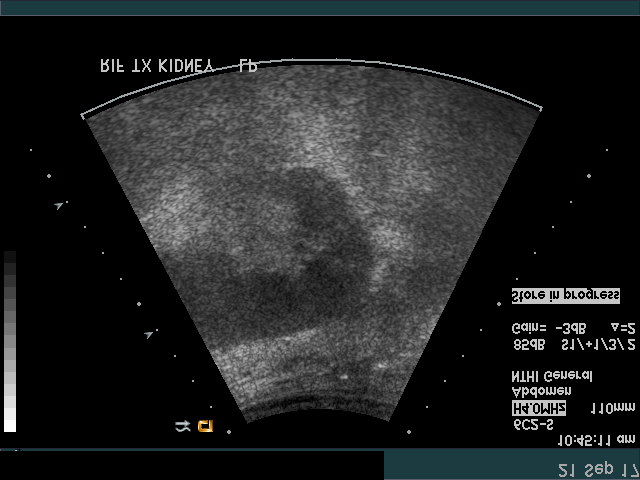 21 Sep 17
10:45:11 am
6C2-S
H4.0MHz 110mm
Abdomen
NTHI General
85dB S1/+1/3/2
Gain= -3dB Δ=2
Store in progress
RIF TX KIDNEY LP